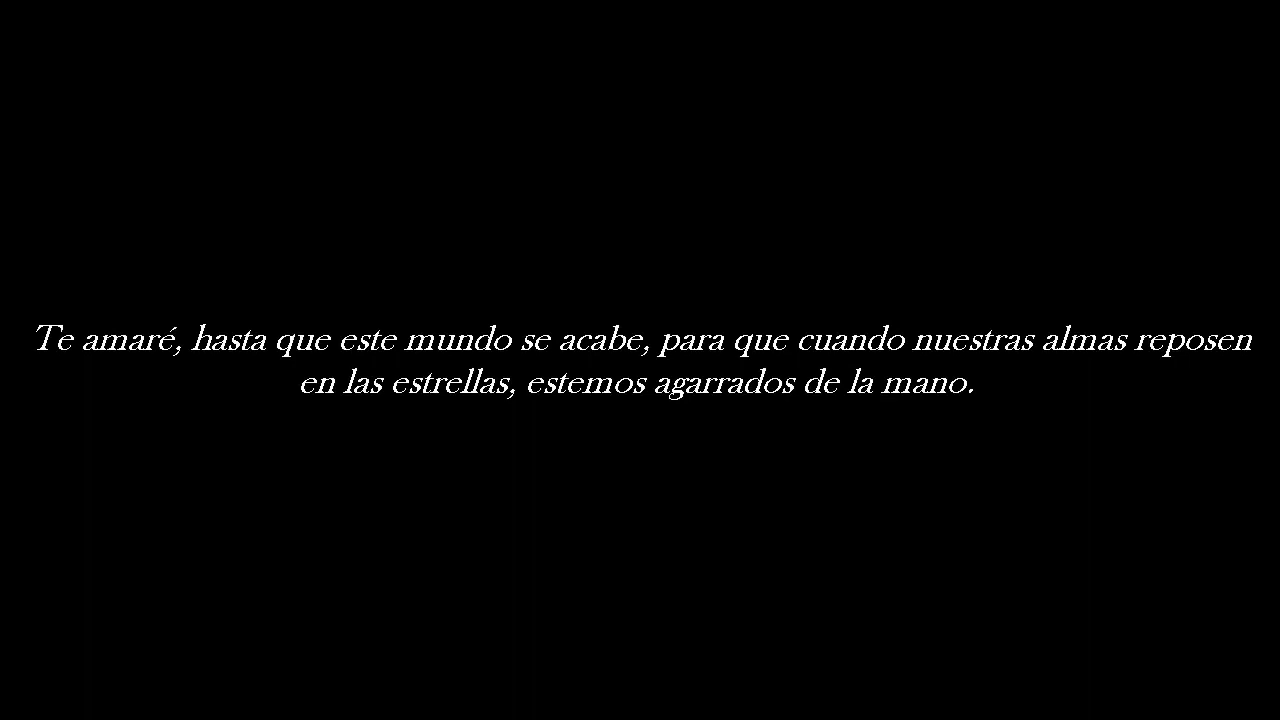 Te amaré, hasta que este mundo se acabe, para que cuando nuestras almas reposen
en las estrellas, estemos agarrados de la mano.